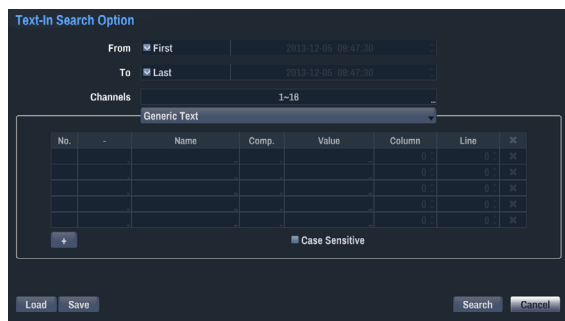 Text-In Search Option
From First 2013-12-05 09:47:30
To Last 2013-12-05 09:47:30
Channels 1~16
Generic Text
No. - Name Comp. Value Column Line ✖
0 0 ✖
0 0 ✖
0 0 ✖
0 0 ✖
0 0 ✖
+ Case Sensitive
Load Save Search Cancel